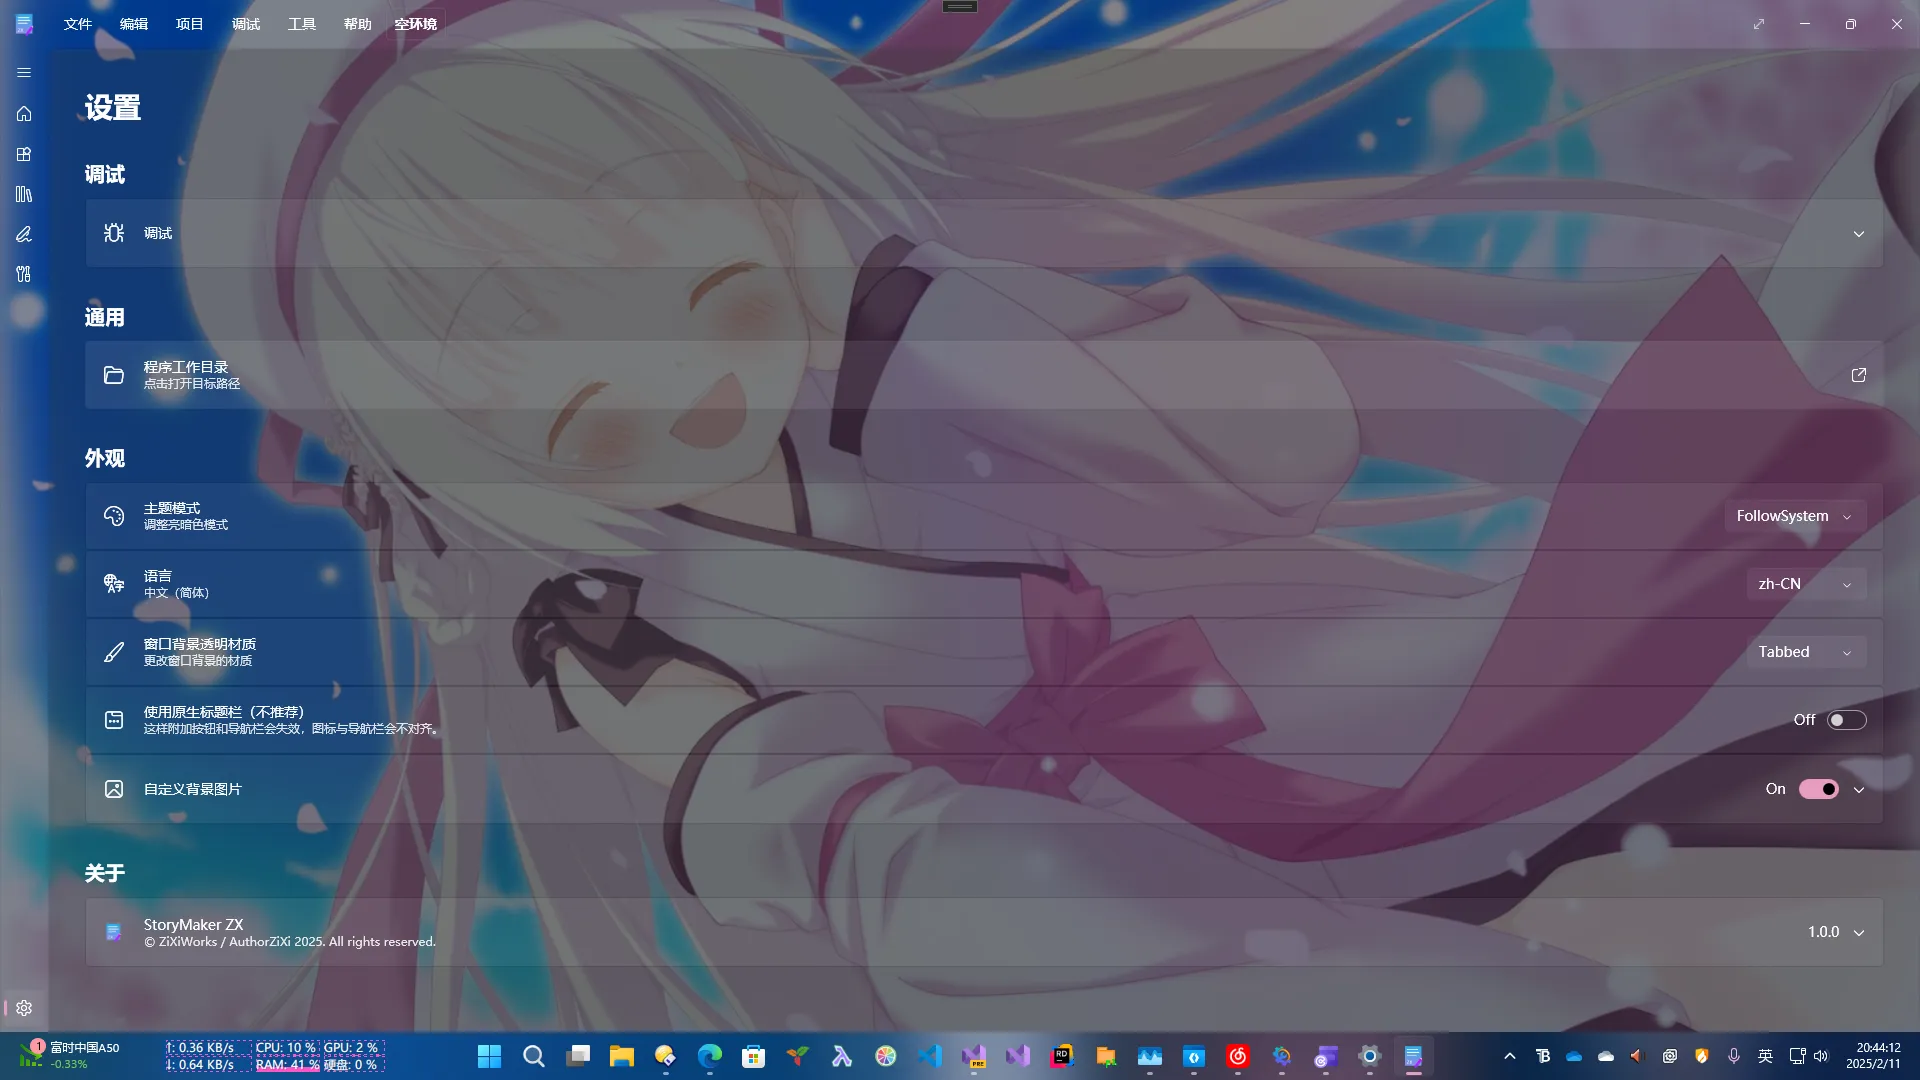 文件 编辑 项目 调试 工具 帮助 空环境
设置
调试
调试
通用
程序工作目录
点击打开目标路径
外观
主题模式
调整亮暗色模式
FollowSystem
语言
中文（简体）
zh-CN
窗口背景透明材质
更改窗口背景的材质
Tabbed
使用原生标题栏（不推荐）
这样附加按钮和导航栏会失效，图标与导航栏会不对齐。
Off
自定义背景图片
On
关于
StoryMaker ZX
© ZiXiWorks / AuthorZiXi 2025. All rights reserved.
1.0.0
1
富时中国A50
-0.33%
↑: 0.36 KB/s CPU: 10 % GPU: 2 %
↓: 0.64 KB/s RAM: 41 % 硬盘: 0 %
PRE
RD
英
20:44:12
2025/2/11